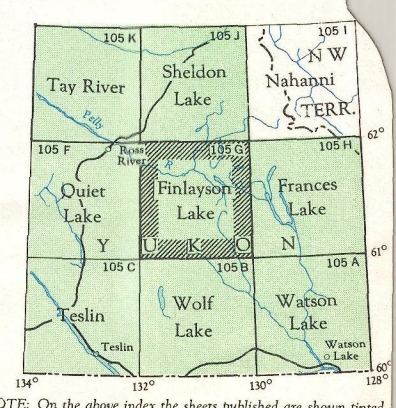 105 K
105 J
105 I
N W
Sheldon
Lake
Nahanni
Tay River
TERR.
Pelly
62°
105 F
Ross
River
105 G
105 H
R
Quiet
Lake
Finlayson
Lake
Frances
Lake
Y U K O N
61°
105 C
105 B
105 A
Teslin
Wolf
Lake
Watson
Lake
Teslin
Watson
Lake
60°
134°
132°
130°
128°
OTE: On the above index the sheets published are shown tinted